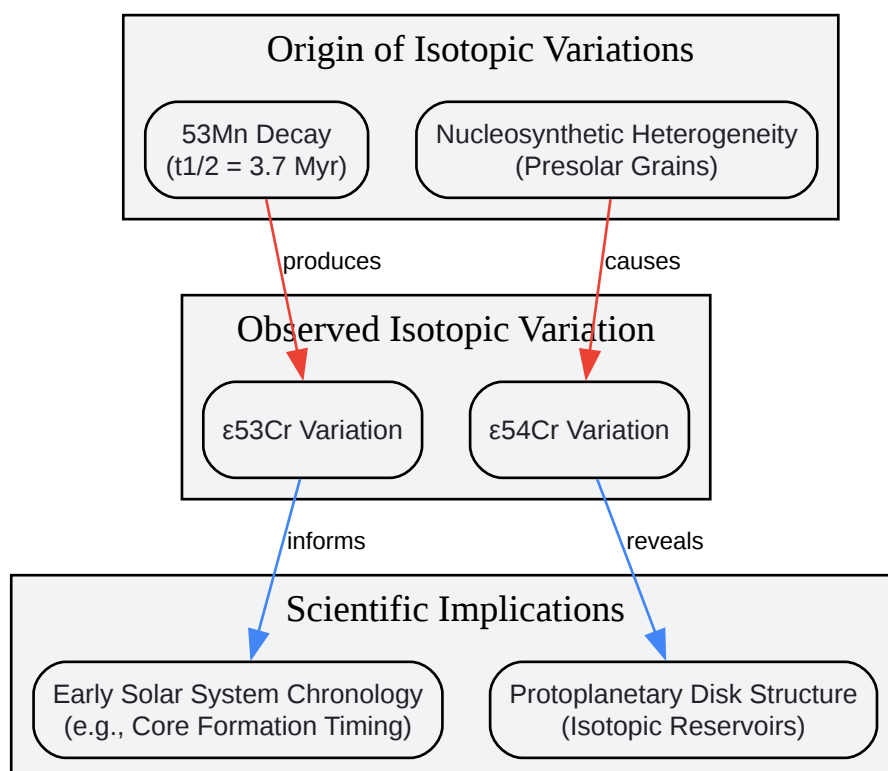 Origin of Isotopic Variations
53Mn Decay
(t1/2 = 3.7 Myr)
Nucleosynthetic Heterogeneity
(Presolar Grains)
produces
causes
Observed Isotopic Variation
ε53Cr Variation
ε54Cr Variation
informs
reveals
Scientific Implications
Early Solar System Chronology
(e.g., Core Formation Timing)
Protoplanetary Disk Structure
(Isotopic Reservoirs)